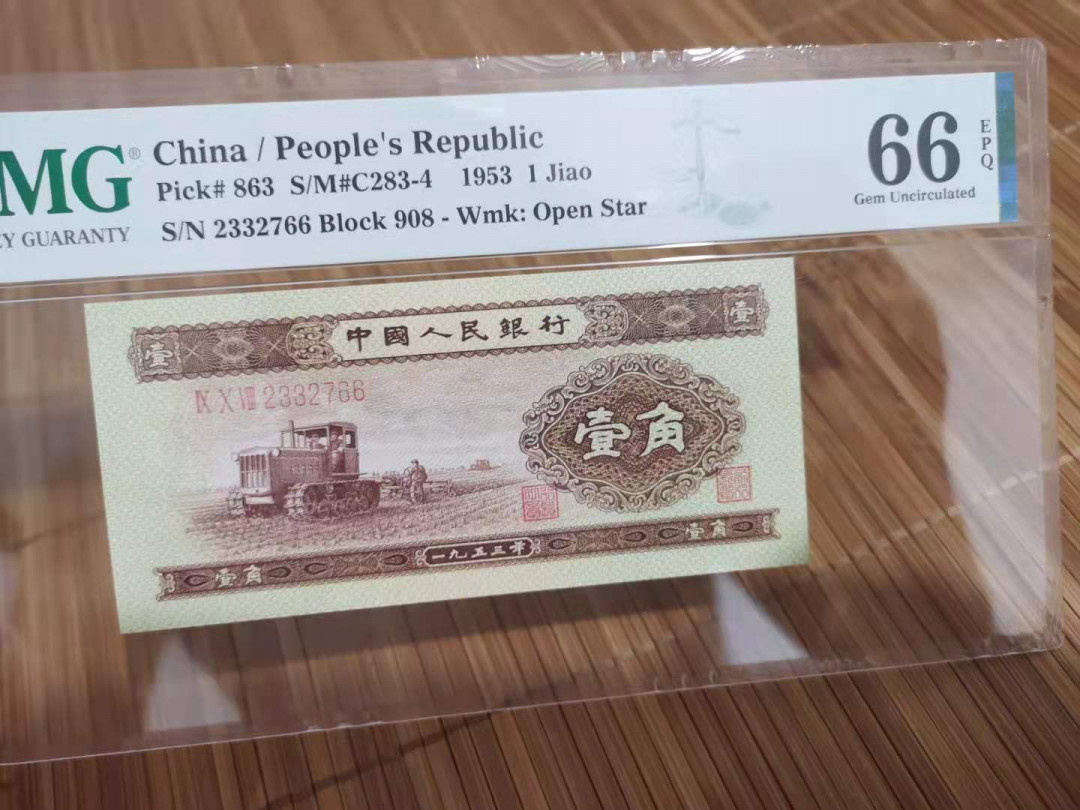 MG®
China / People's Republic
Pick# 863 S/M#C283-4 1953 1 Jiao
S/N 2332766 Block 908 - Wmk: Open Star
Y GUARANTY
66
EPQ
Gem Uncirculated
壹
中國人民銀行
壹
IX X VIII 2332766
壹角
壹角
一九五三年
壹角